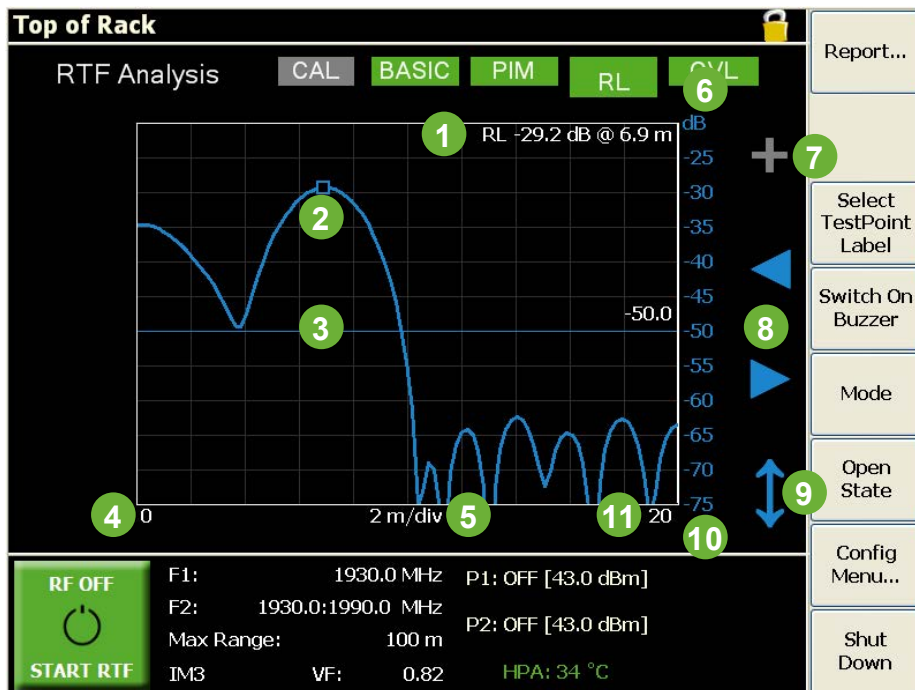 Top of Rack
Report...
RTF Analysis
CAL BASIC PIM RL CVL
6
dB
1
RL -29.2 dB @ 6.9 m
-25
7
-30
2
-35
Select
TestPoint
Label
-40
-45
Switch On
Buzzer
-50.0
3
-50
8
-55
-60
Mode
-65
-70
Open
State
9
-75
4
0
2 m/div
5
11
20
10
Config
Menu...
RF OFF
START RTF
F1: 1930.0 MHz
F2: 1930.0:1990.0 MHz
Max Range: 100 m
IM3 VF: 0.82
P1: OFF [43.0 dBm]
P2: OFF [43.0 dBm]
HPA: 34 °C
Shut
Down